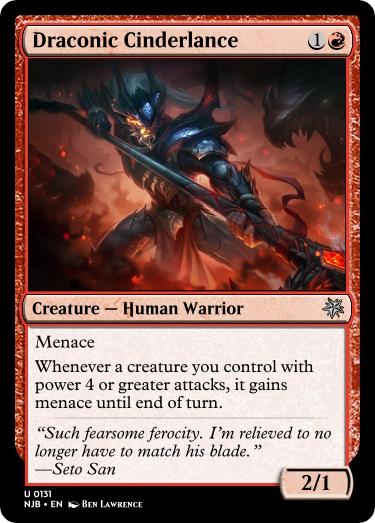 Draconic Cinderlance 1
Creature — Human Warrior
Menace
Whenever a creature you control with
power 4 or greater attacks, it gains
menace until end of turn.
“Such fearsome ferocity. I’m relieved to no
longer have to match his blade.”
—Seto San
2/1
U 0131
NJB • EN Ben Lawrence